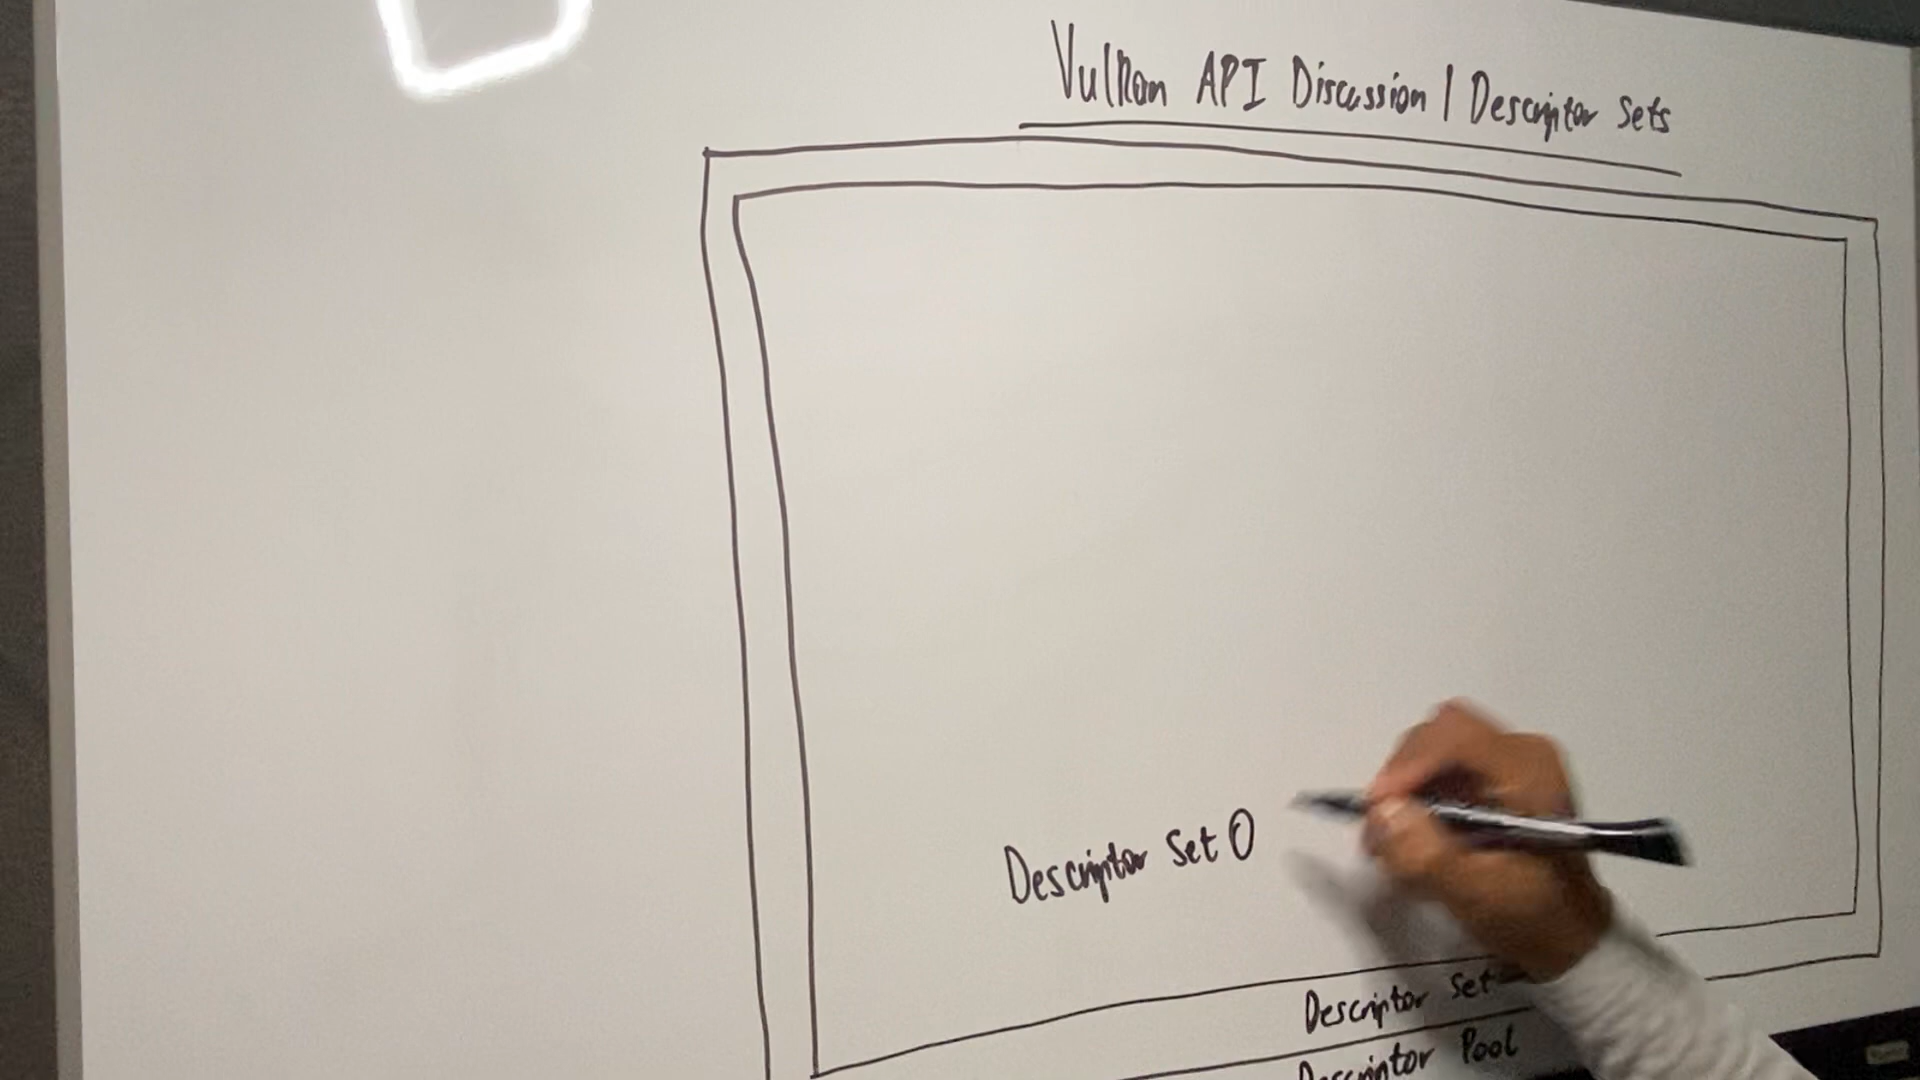 Vulkan API Discussion | Descriptor Sets
Descriptor Set 0
Descriptor Set
Descriptor Pool